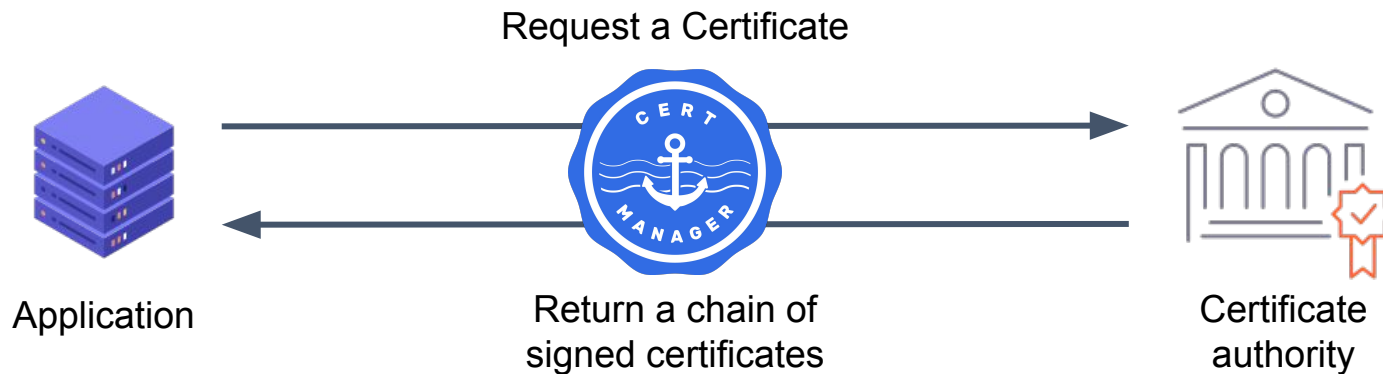 Request a Certificate
CERT
MANAGER
Application
Return a chain of
signed certificates
Certificate
authority